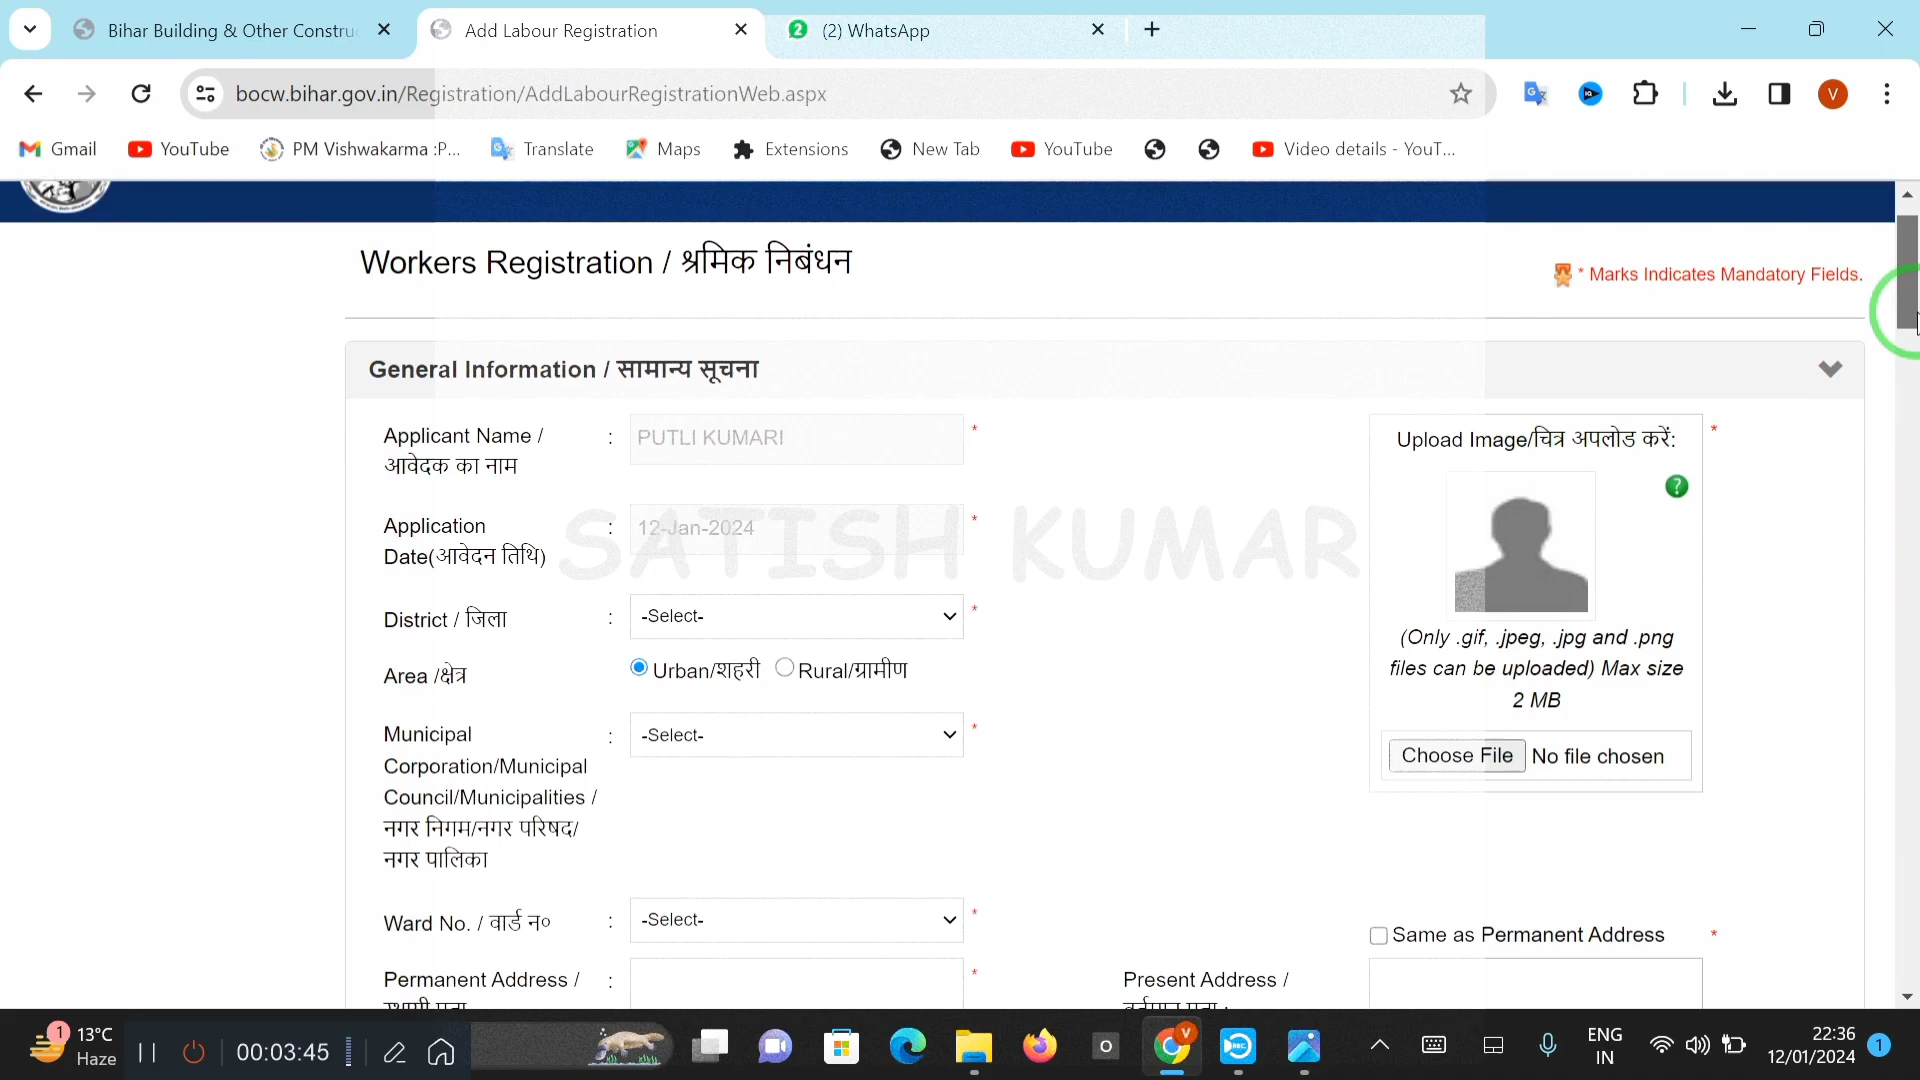 Bihar Building & Other Constru
Add Labour Registration
(2) WhatsApp
bocw.bihar.gov.in/Registration/AddLabourRegistrationWeb.aspx
V
Gmail
YouTube
PM Vishwakarma :P...
Translate
Maps
Extensions
New Tab
YouTube
Video details - YouT...
Workers Registration / श्रमिक निबंधन
* Marks Indicates Mandatory Fields.
General Information / सामान्य सूचना
Applicant Name /
आवेदक का नाम
:
PUTLI KUMARI
*
Upload Image/चित्र अपलोड करें:
*
?
Application
Date(आवेदन तिथि)
:
12-Jan-2024
*
SATISH KUMAR
District / जिला
:
-Select-
*
(Only .gif, .jpeg, .jpg and .png
files can be uploaded) Max size
2 MB
Area /क्षेत्र
Urban/शहरी
Rural/ग्रामीण
Municipal
Corporation/Municipal
Council/Municipalities /
नगर निगम/नगर परिषद/
नगर पालिका
:
-Select-
*
Choose File No file chosen
Ward No. / वार्ड न०
:
-Select-
*
Same as Permanent Address
*
Permanent Address /
:
*
Present Address /
1
13°C
Haze
00:03:45
V
REC
ENG
IN
22:36
12/01/2024
1